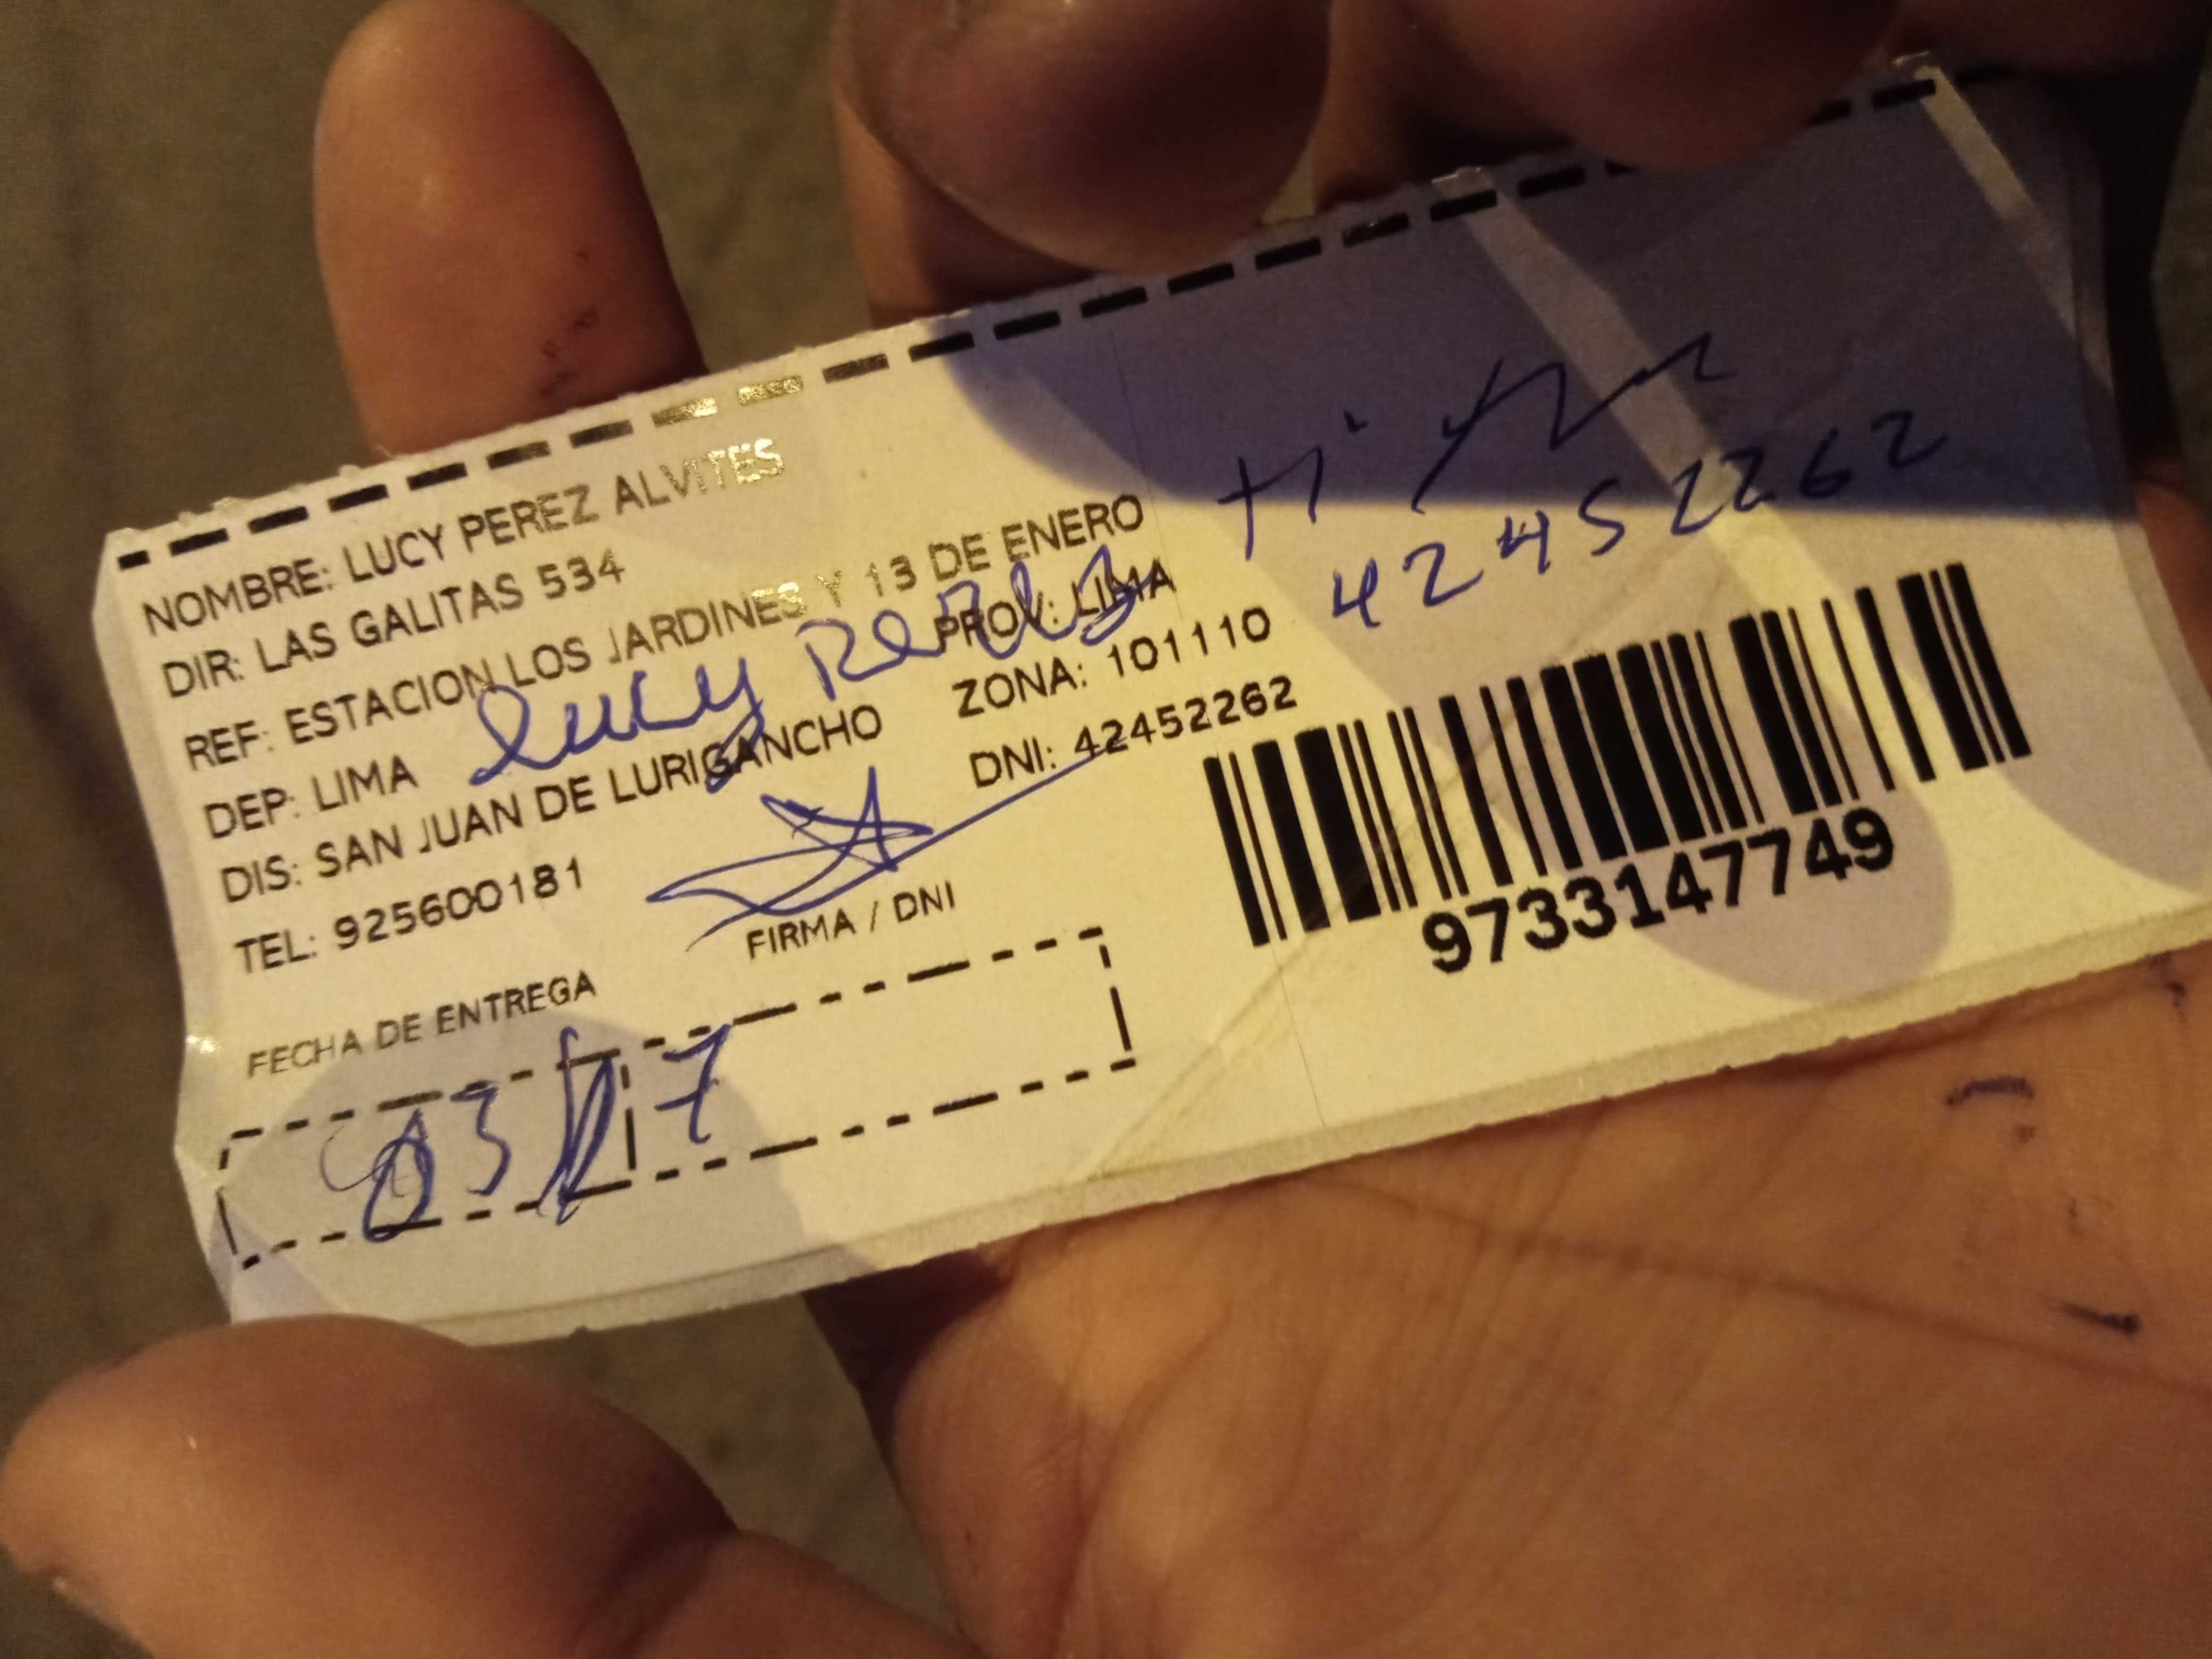 NOMBRE: LUCY PEREZ ALVITES
DIR: LAS GALITAS 534
REF: ESTACION LOS JARDINES Y 13 DE ENERO
DEP: LIMA PROV: LIMA
DIS: SAN JUAN DE LURIGANCHO ZONA: 101110
TEL: 925600181 DNI: 42452262
Lucy Perez
42452262
FIRMA / DNI
FECHA DE ENTREGA
03 7
9733147749